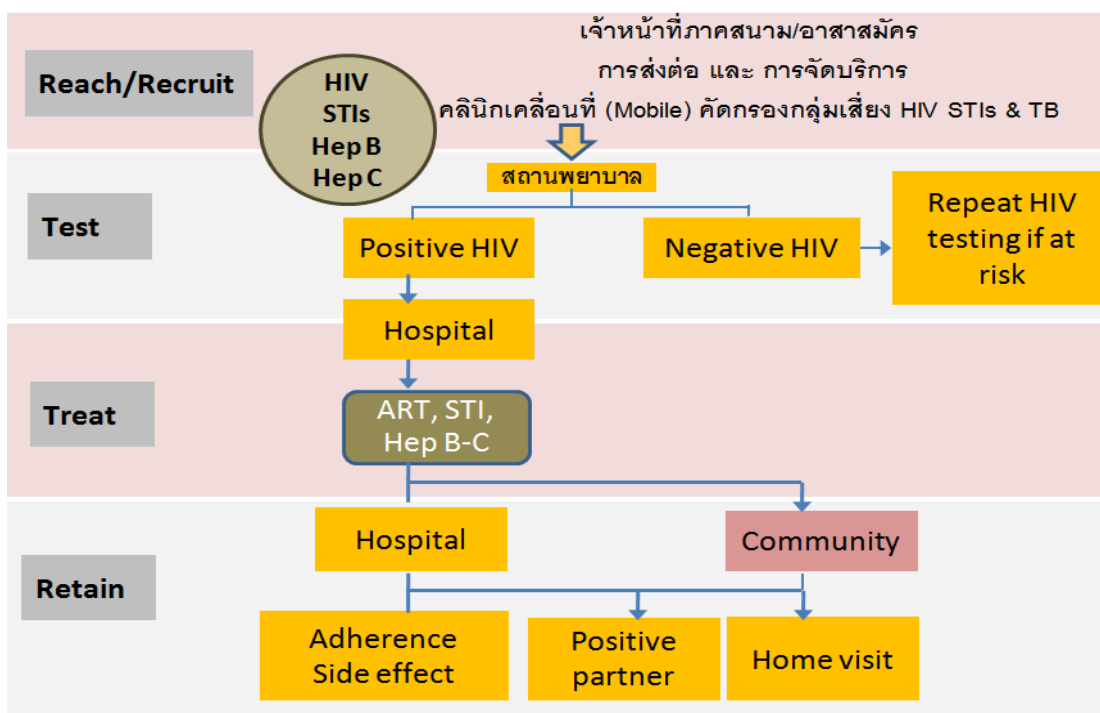 Reach/Recruit
HIV
STIs
Hep B
Hep C
เจ้าหน้าที่ภาคสนาม/อาสาสมัคร
การส่งต่อ และ การจัดบริการ
คลินิกเคลื่อนที่ (Mobile) คัดกรองกลุ่มเสี่ยง HIV STIs & TB
Test
สถานพยาบาล
Positive HIV
Negative HIV
Repeat HIV
testing if at
risk
Hospital
Treat
ART, STI,
Hep B-C
Retain
Hospital
Community
Adherence
Side effect
Positive
partner
Home visit